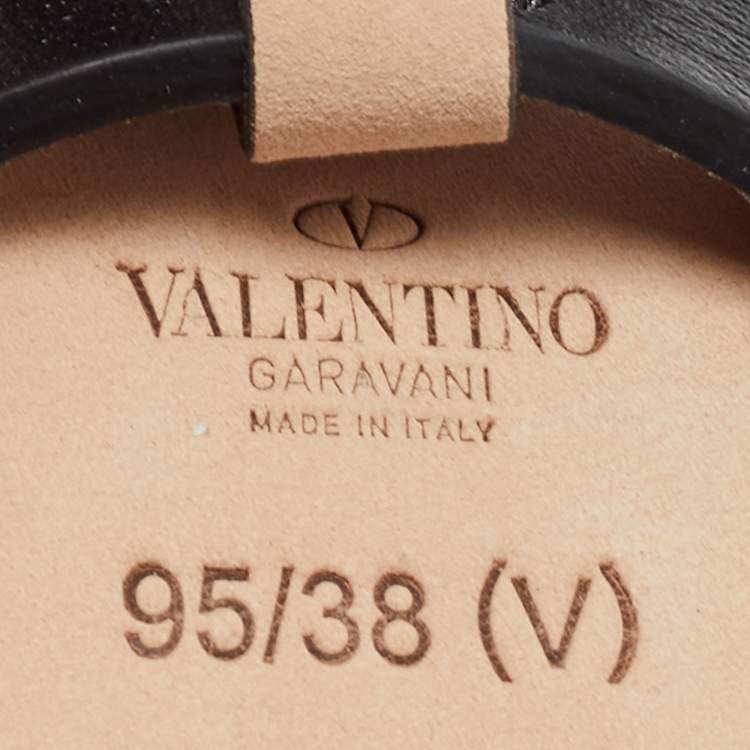 V
VALENTINO
GARAVANI
MADE IN ITALY
95/38 (V)